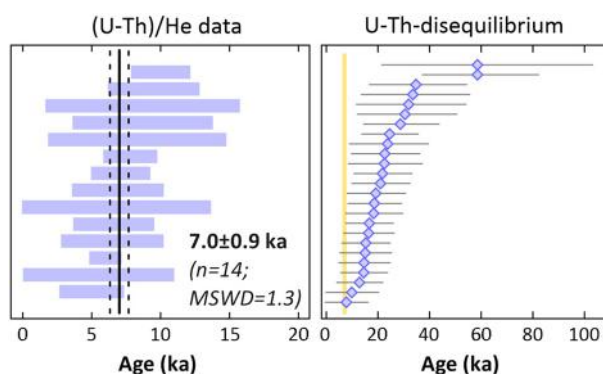 (U-Th)/He data
U-Th-disequilibrium
7.0±0.9 ka
(n=14;
MSWD=1.3)
0 5 10 15 20
0 20 40 60 80 100
Age (ka)
Age (ka)